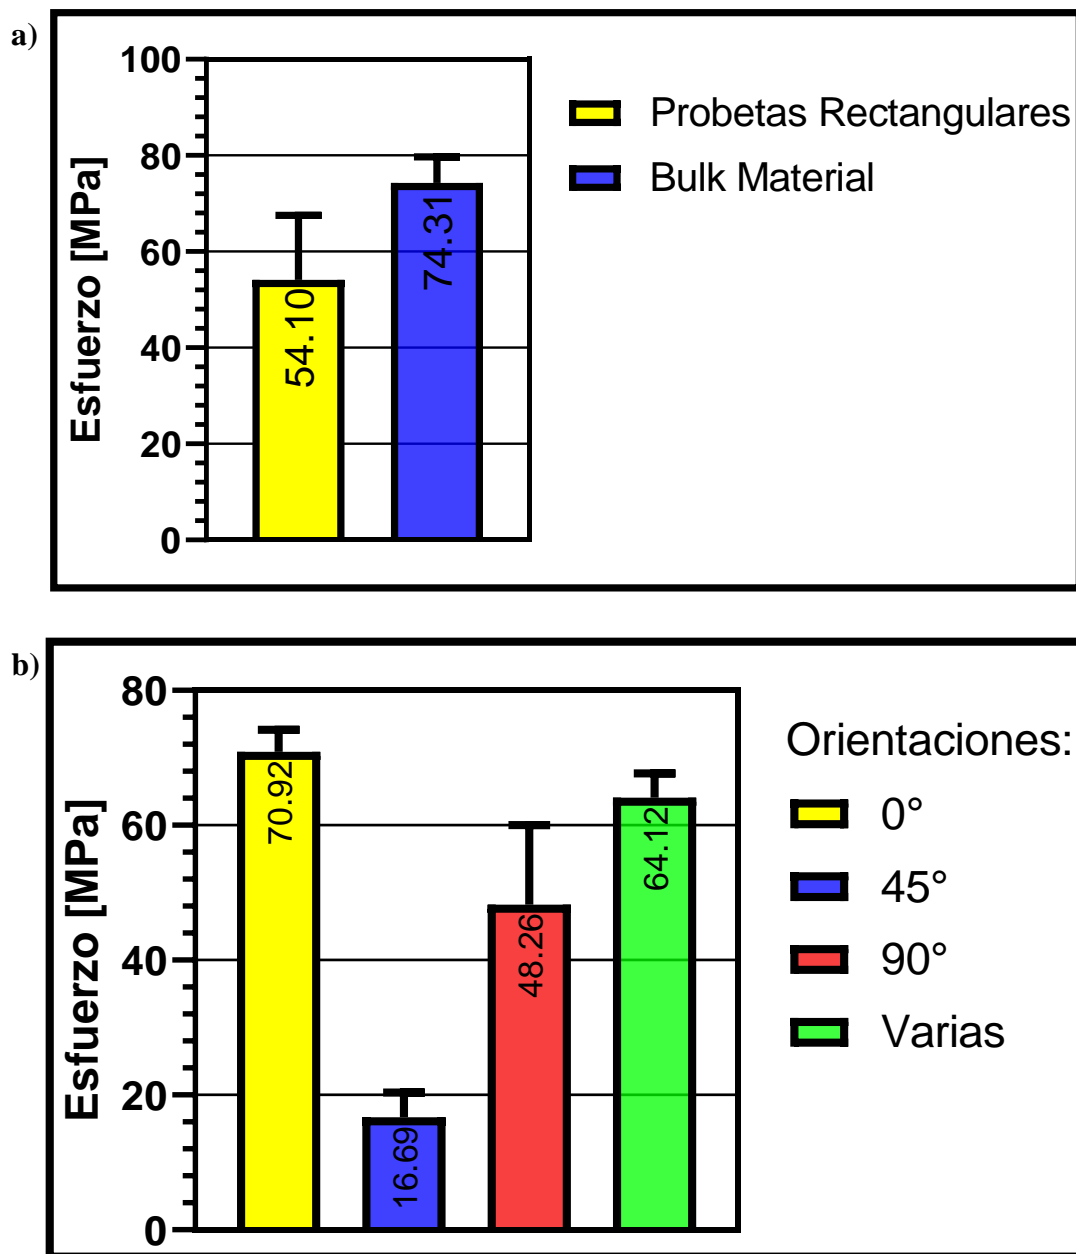 a)
Esfuerzo [MPa]
100
80
60
40
20
0
54.10
74.31
Probetas Rectangulares
Bulk Material
b)
Esfuerzo [MPa]
80
60
40
20
0
70.92
16.69
48.26
64.12
Orientaciones:
0°
45°
90°
Varias